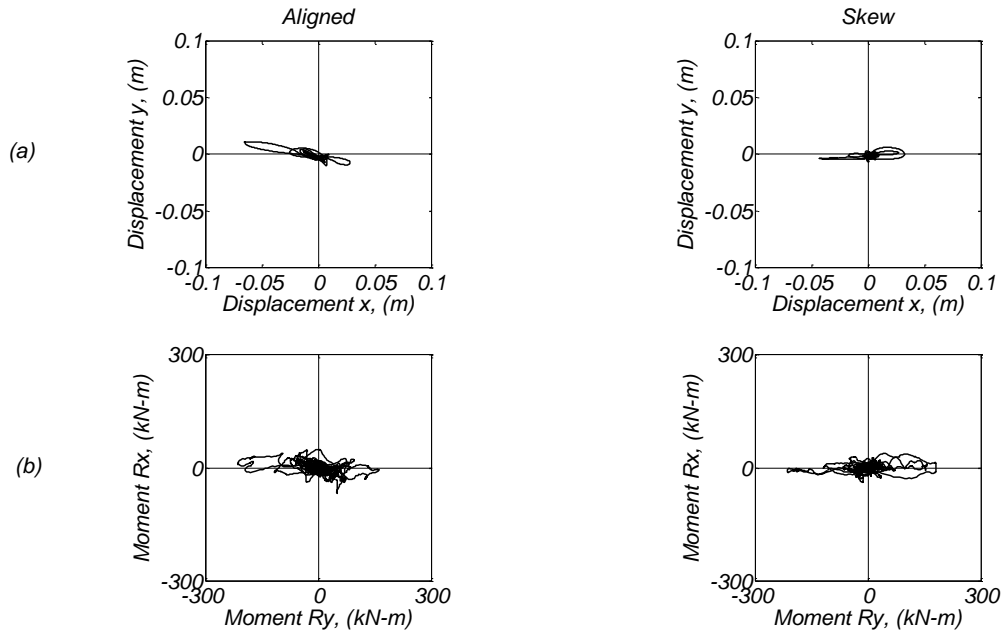 Aligned
Skew
(a)
Displacement y, (m)
0.1
0.05
0
-0.05
-0.1
-0.1 -0.05 0 0.05 0.1
Displacement x, (m)
Displacement y, (m)
0.1
0.05
0
-0.05
-0.1
-0.1 -0.05 0 0.05 0.1
Displacement x, (m)
(b)
Moment Rx, (kN-m)
300
0
-300
-300 0 300
Moment Ry, (kN-m)
Moment Rx, (kN-m)
300
0
-300
-300 0 300
Moment Ry, (kN-m)